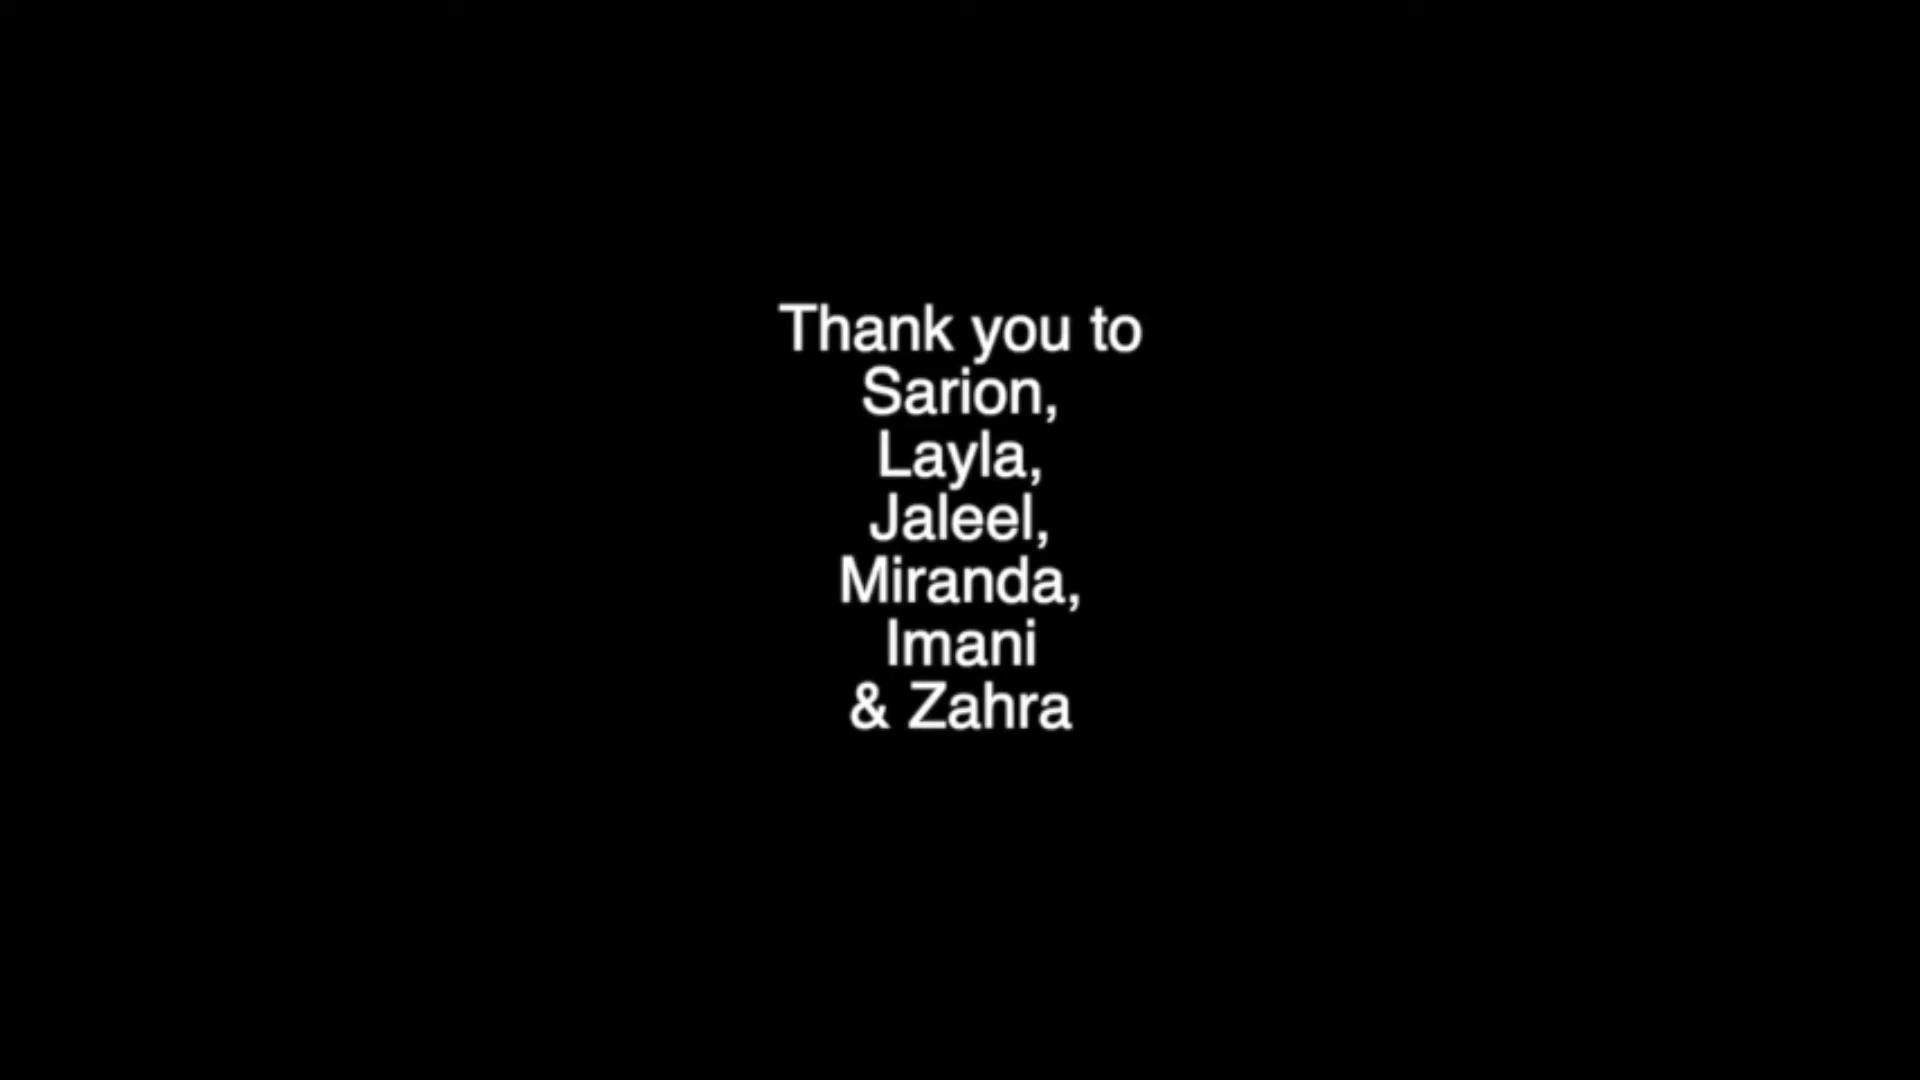 Thank you to
Sarion,
Layla,
Jaleel,
Miranda,
Imani
& Zahra